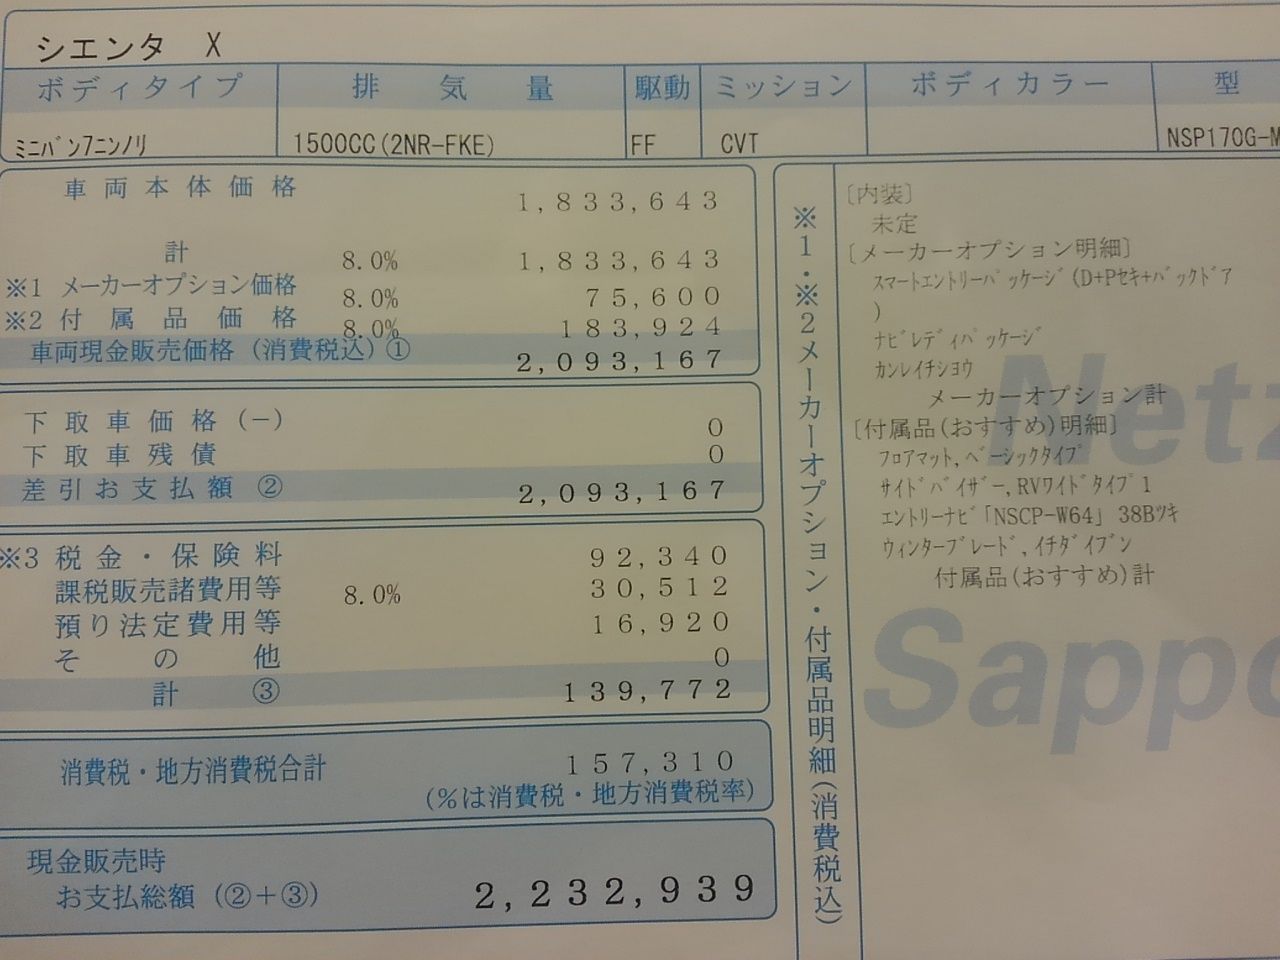 シエンタ X
ボディタイプ 排気量 駆動 ミッション ボディカラー 型
ﾐﾆﾊﾞﾝ7ﾆﾝﾉﾘ 1500CC(2NR-FKE) FF CVT NSP170G-M
車両本体価格 1,833,643
計 8.0% 1,833,643
※1 メーカーオプション価格 8.0% 75,600
※2 付属品価格 8.0% 183,924
車両現金販売価格(消費税込)① 2,093,167
下取車価格(−) 0
下取車残債 0
差引お支払額 ② 2,093,167
※3 税金・保険料 92,340
課税販売諸費用等 8.0% 30,512
預り法定費用等 16,920
その他 0
計 ③ 139,772
消費税・地方消費税合計 157,310
(%は消費税・地方消費税率)
現金販売時
お支払総額 (②+③) 2,232,939
※1・※2メーカーオプション・付属品明細(消費税込)
[内装]
未定
[メーカーオプション明細]
ｽﾏｰﾄｴﾝﾄﾘｰﾊﾟｯｹｰｼﾞ(D+Pｾｷ+ﾊﾞｯｸﾄﾞｱ
)
ﾅﾋﾞﾚﾃﾞｨﾊﾟｯｹｰｼﾞ
ｶﾝﾚｲﾁｼﾖｳ
メーカーオプション計
[付属品(おすすめ)明細]
ﾌﾛｱﾏｯﾄ,ﾍﾞｰｼｯｸﾀｲﾌﾟ
ｻｲﾄﾞﾊﾞｲｻﾞｰ,RVﾜｲﾄﾞﾀｲﾌﾟ1
ｴﾝﾄﾘｰﾅﾋﾞ｢NSCP-W64｣ 38Bﾂｷ
ｳｨﾝﾀｰﾌﾞﾚｰﾄﾞ,ｲﾁﾀﾞｲﾌﾞﾝ
付属品(おすすめ)計
Netz
Sappo